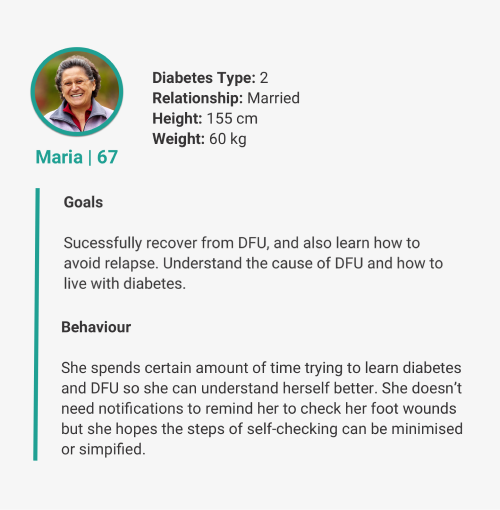 Diabetes Type: 2
Relationship: Married
Height: 155 cm
Weight: 60 kg
Maria | 67
Goals
Sucessfully recover from DFU, and also learn how to
avoid relapse. Understand the cause of DFU and how to
live with diabetes.
Behaviour
She spends certain amount of time trying to learn diabetes
and DFU so she can understand herself better. She doesn't
need notifications to remind her to check her foot wounds
but she hopes the steps of self-checking can be minimised
or simpified.